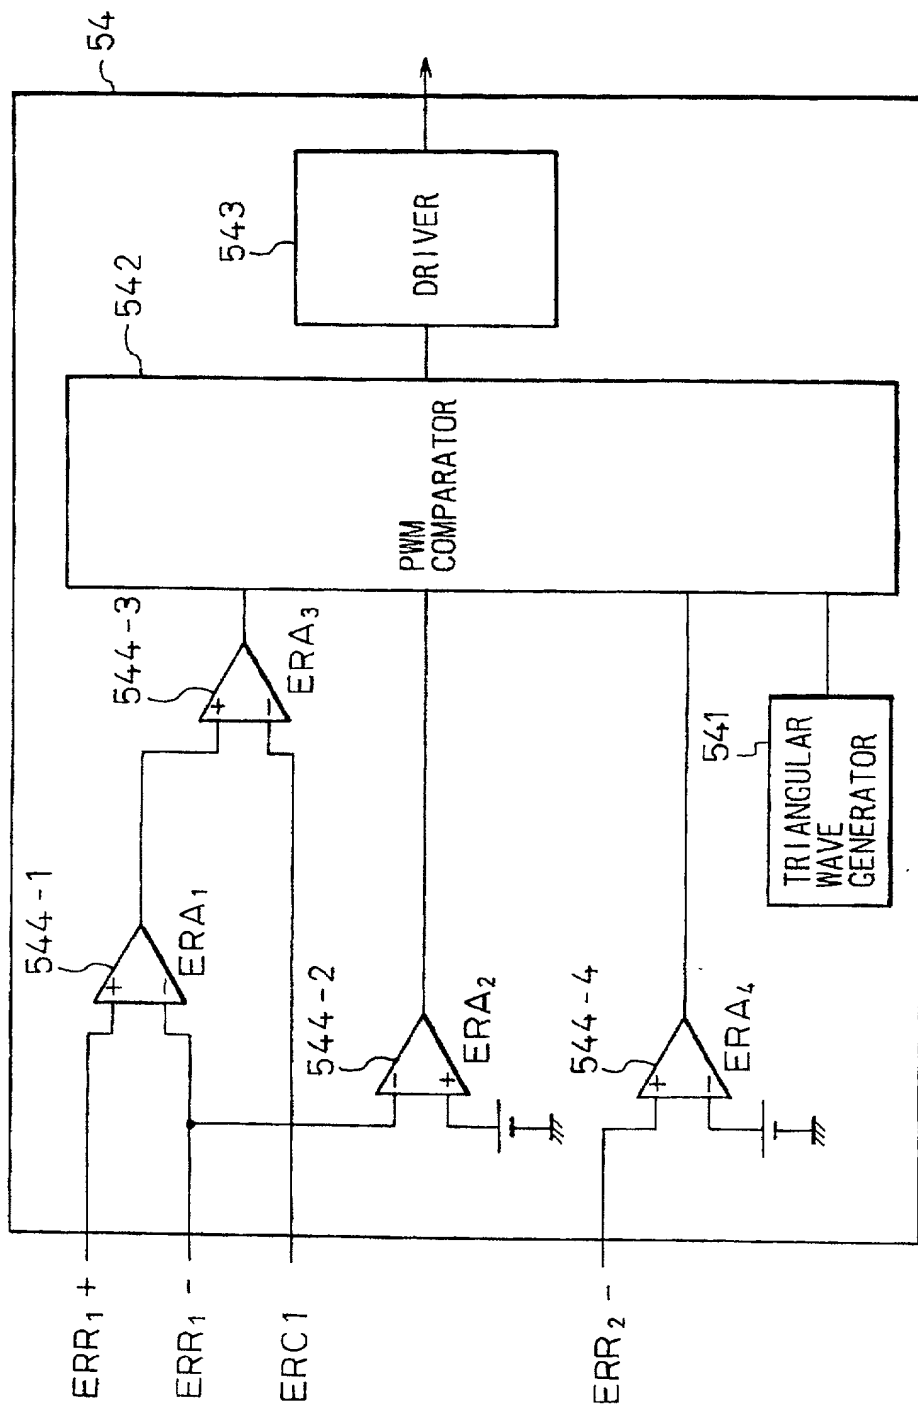 54
542
543
DRIVER
PWM
COMPARATOR
544-3
+
−
ERA₃
544-1
+
−
ERA₁
544-2
−
+
ERA₂
544-4
+
−
ERA₄
541
TRIANGULAR
WAVE
GENERATOR
ERR₁ +
ERR₁ −
ERC1
ERR₂ −